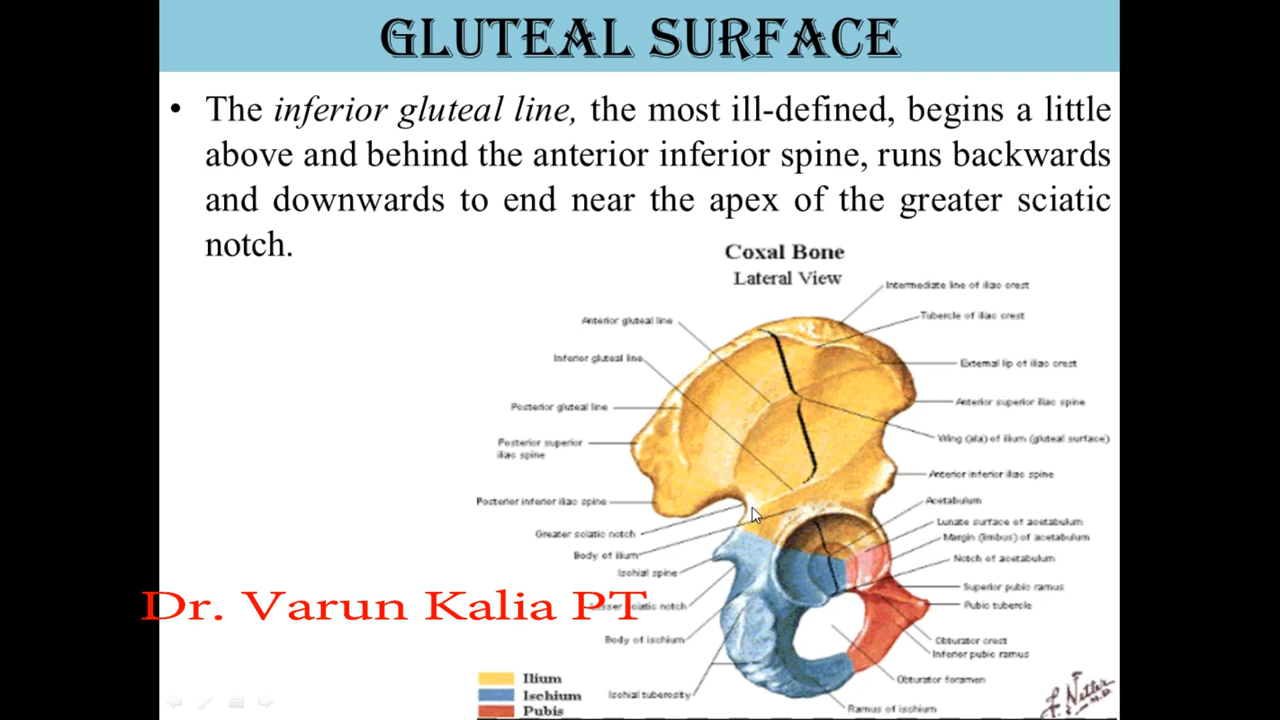 GLUTEAL SURFACE
• The inferior gluteal line, the most ill-defined, begins a little
above and behind the anterior inferior spine, runs backwards
and downwards to end near the apex of the greater sciatic
notch.
Coxal Bone
Lateral View
Intermediate line of iliac crest
Tubercle of iliac crest
External lip of iliac crest
Anterior superior iliac spine
Wing (ala) of ilium (gluteal surface)
Anterior inferior iliac spine
Acetabulum
Lunate surface of acetabulum
Margin (limbus) of acetabulum
Notch of acetabulum
Superior pubic ramus
Pubic tubercle
Obturator crest
Inferior pubic ramus
Obturator foramen
Ramus of ischium
Anterior gluteal line
Inferior gluteal line
Posterior gluteal line
Posterior superior
iliac spine
Posterior inferior iliac spine
Greater sciatic notch
Body of ilium
Ischial spine
sciatic notch
Body of ischium
Ischial tuberosity
Dr. Varun Kalia PT
Ilium
Ischium
Pubis
F. Netter
M.D.